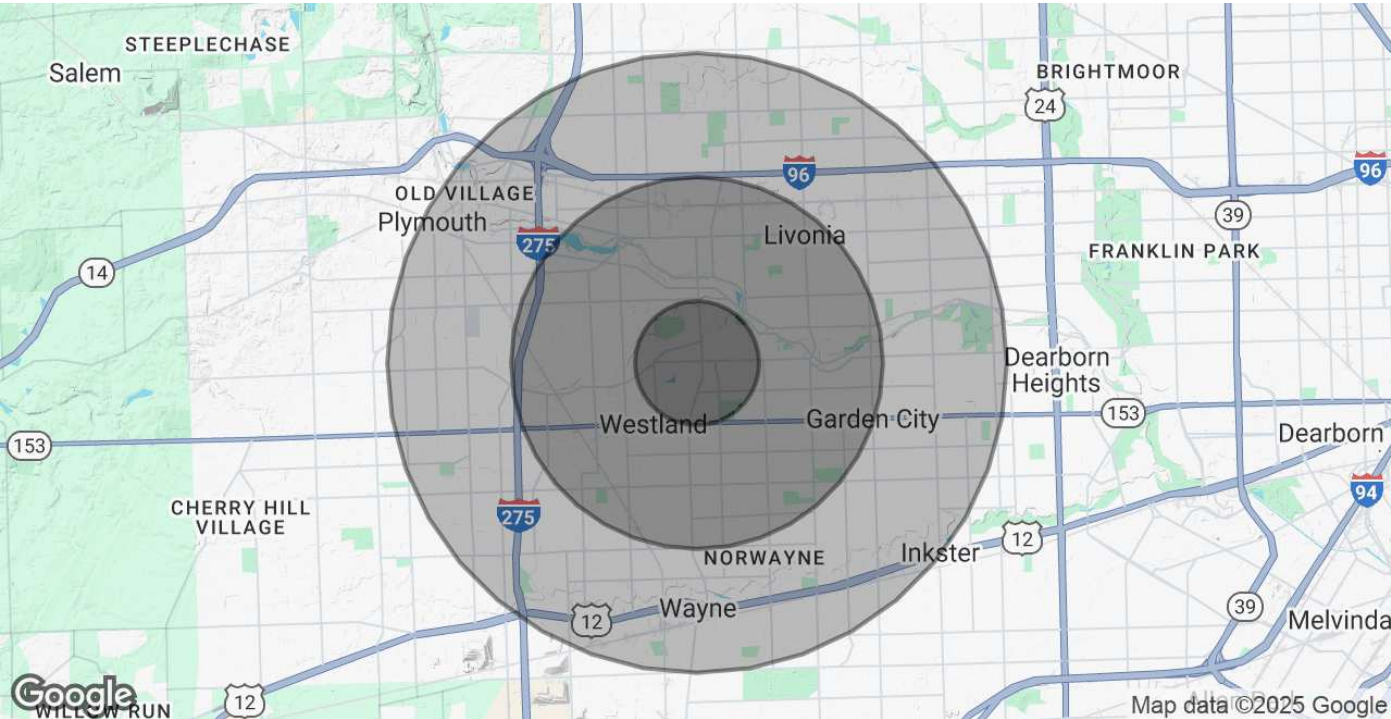 STEEPLECHASE
Salem
BRIGHTMOOR
24
96
96
OLD VILLAGE
Plymouth
39
Livonia
275
FRANKLIN PARK
14
Dearborn
Heights
153
Westland
Garden City
Dearborn
153
94
CHERRY HILL
VILLAGE
275
12
NORWAYNE
Inkster
39
Wayne
12
Melvinda
Google
WILLOW RUN
12
Map data ©2025 Google